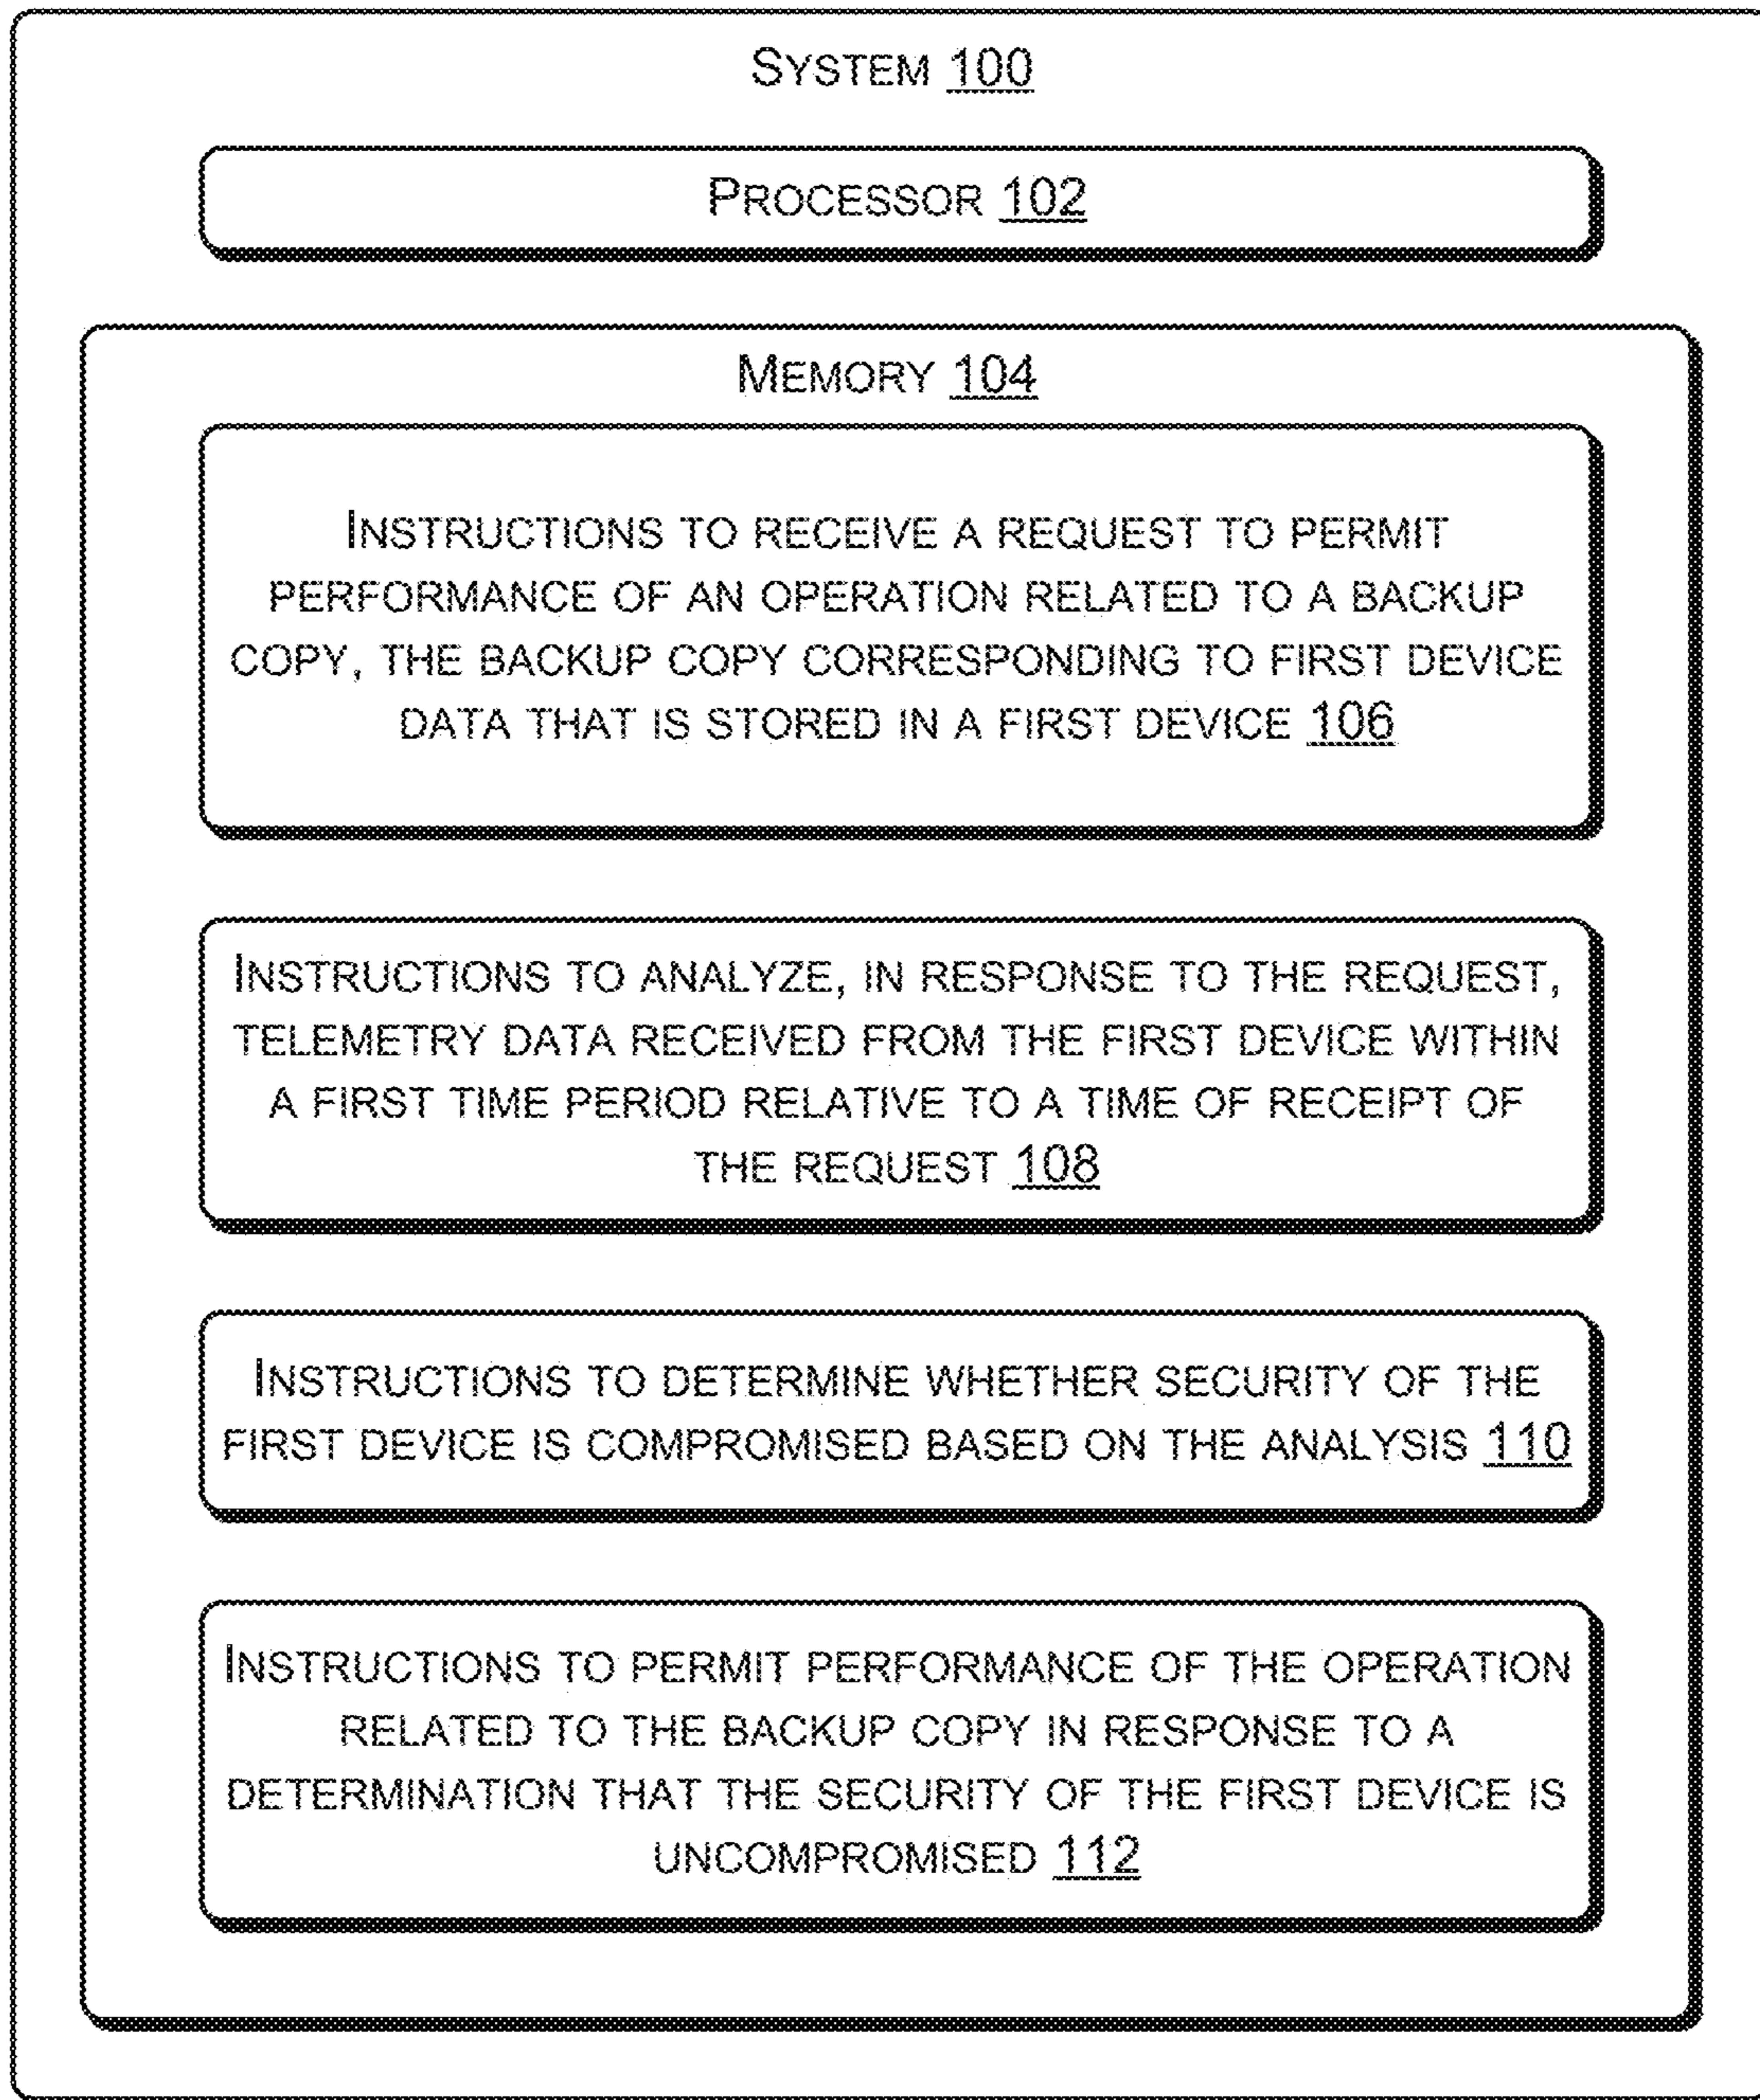 SYSTEM 100
PROCESSOR 102
MEMORY 104
INSTRUCTIONS TO RECEIVE A REQUEST TO PERMIT
PERFORMANCE OF AN OPERATION RELATED TO A BACKUP
COPY, THE BACKUP COPY CORRESPONDING TO FIRST DEVICE
DATA THAT IS STORED IN A FIRST DEVICE 106
INSTRUCTIONS TO ANALYZE, IN RESPONSE TO THE REQUEST,
TELEMETRY DATA RECEIVED FROM THE FIRST DEVICE WITHIN
A FIRST TIME PERIOD RELATIVE TO A TIME OF RECEIPT OF
THE REQUEST 108
INSTRUCTIONS TO DETERMINE WHETHER SECURITY OF THE
FIRST DEVICE IS COMPROMISED BASED ON THE ANALYSIS 110
INSTRUCTIONS TO PERMIT PERFORMANCE OF THE OPERATION
RELATED TO THE BACKUP COPY IN RESPONSE TO A
DETERMINATION THAT THE SECURITY OF THE FIRST DEVICE IS
UNCOMPROMISED 112